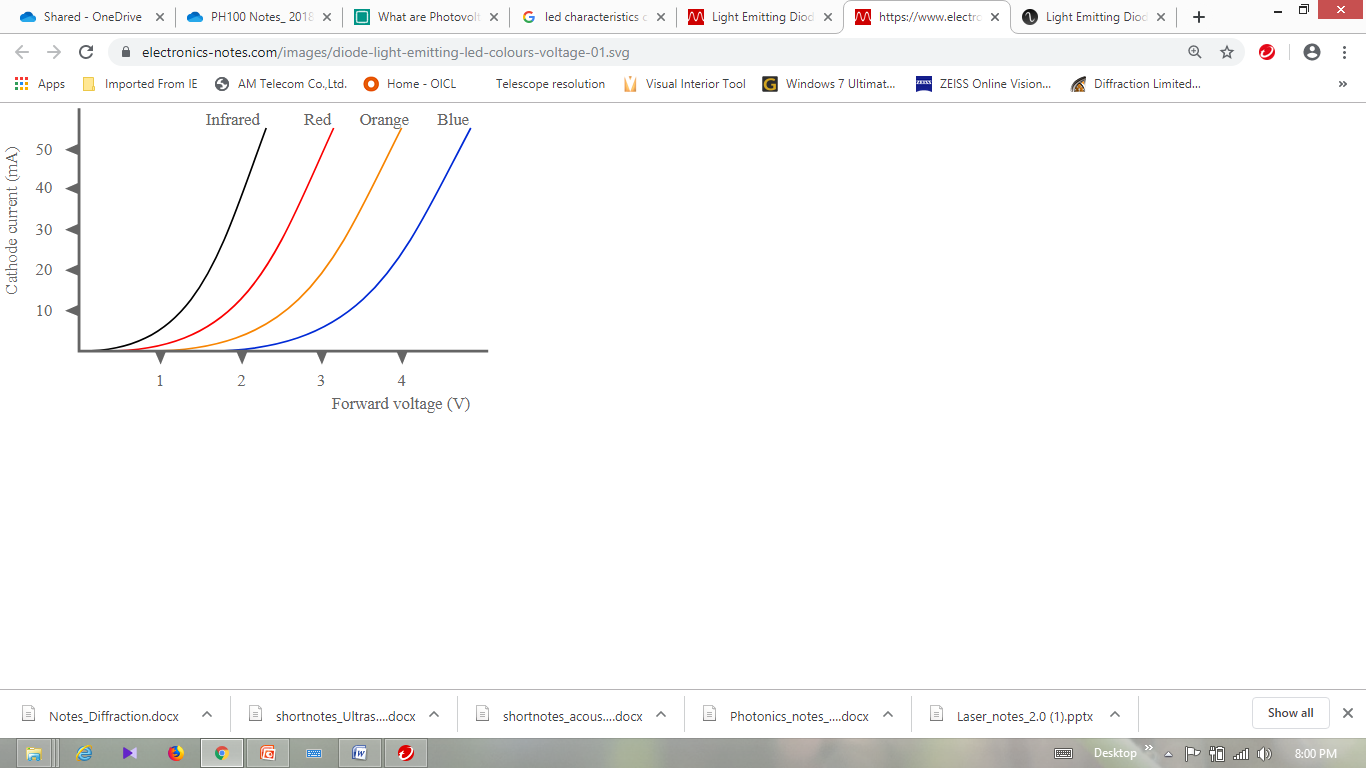 Shared - OneDrive
PH100 Notes_ 2018
What are Photovolt
led characteristics c
Light Emitting Diod
https://www.electro
Light Emitting Diod
electronics-notes.com/images/diode-light-emitting-led-colours-voltage-01.svg
Apps
Imported From IE
AM Telecom Co.,Ltd.
Home - OICL
Telescope resolution
Visual Interior Tool
Windows 7 Ultimat...
ZEISS Online Vision...
Diffraction Limited...
»
Infrared Red Orange Blue
Cathode current (mA)
50
40
30
20
10
1 2 3 4
Forward voltage (V)
Notes_Diffraction.docx
shortnotes_Ultras....docx
shortnotes_acous....docx
Photonics_notes_....docx
Laser_notes_2.0 (1).pptx
Show all
Desktop »
8:00 PM